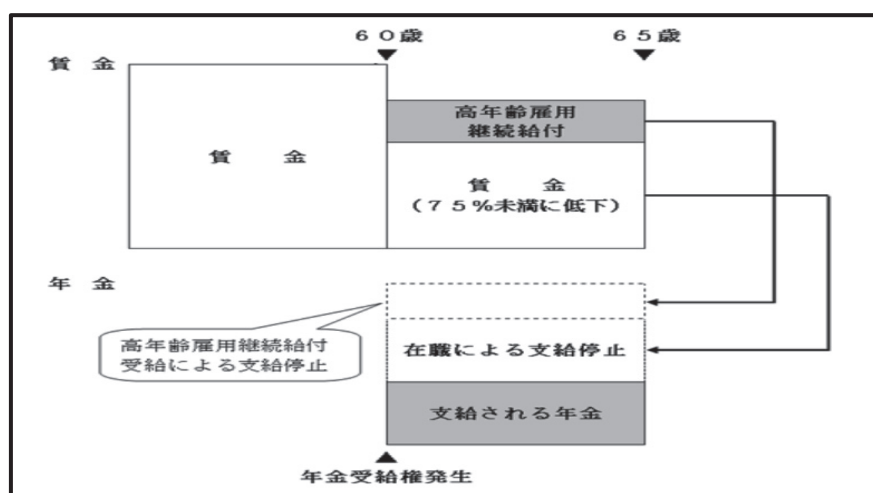 ６０歳
６５歳
賃 金
高年齢雇用
継続給付
賃 金
賃 金
（７５％未満に低下）
年 金
高年齢雇用継続給付
受給による支給停止
在職による支給停止
支給される年金
年金受給権発生